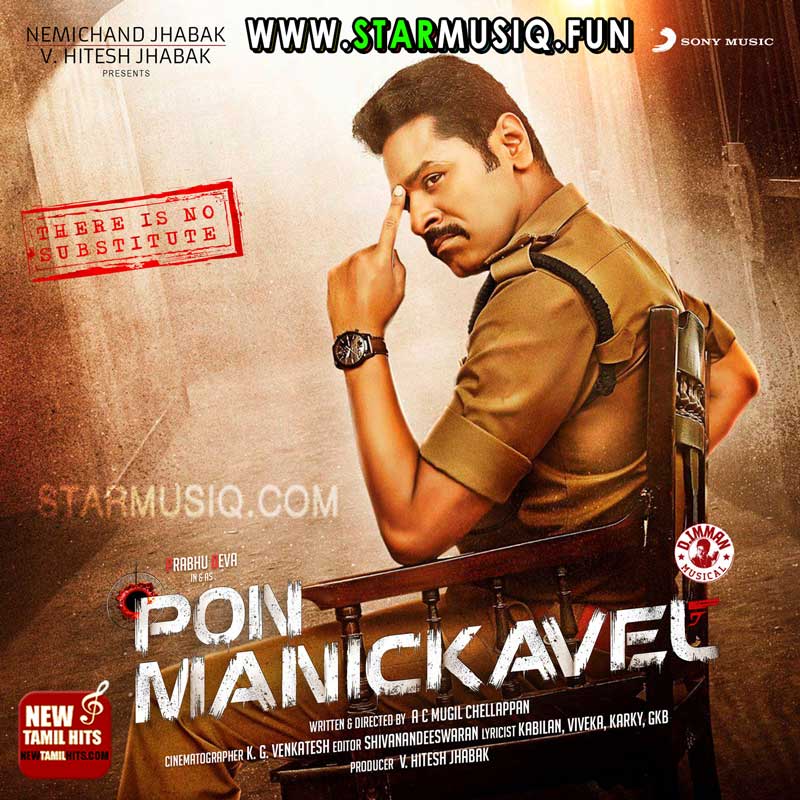 NEMICHAND JHABAK
V. HITESH JHABAK
PRESENTS
WWW.STARMUSIQ.FUN
SONY MUSIC
THERE IS NO
SUBSTITUTE
STARMUSIQ.COM
PRABHU DEVA
IN & AS
D.IMMAN
MUSICAL
PON
MANICKAVEL
NEW
TAMIL HITS
NEWTAMILHITS.COM
WRITTEN & DIRECTED BY A C MUGIL CHELLAPPAN
CINEMATOGRAPHER K. G. VENKATESH EDITOR SHIVANANDEESWARAN LYRICIST KABILAN, VIVEKA, KARKY, GKB
PRODUCER V. HITESH JHABAK